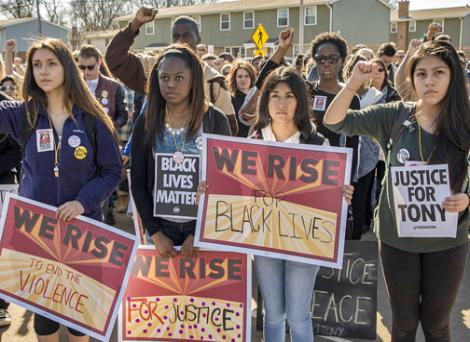 WE RISE
TO END THE
VIOLENCE
BLACK
LIVES
MATTER
WE RISE
FOR JUSTICE
WE RISE
FOR
BLACK LIVES
JUSTICE
FOR
TONY